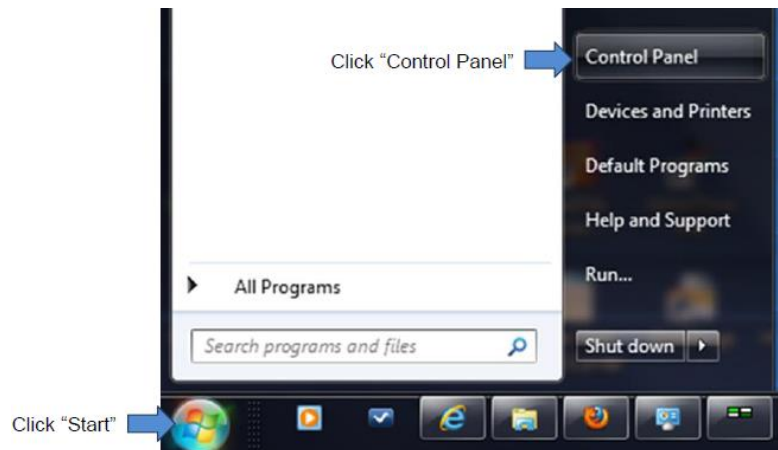 Click “Control Panel”
Control Panel
Devices and Printers
Default Programs
Help and Support
Run...
All Programs
Search programs and files
Shut down
Click “Start”